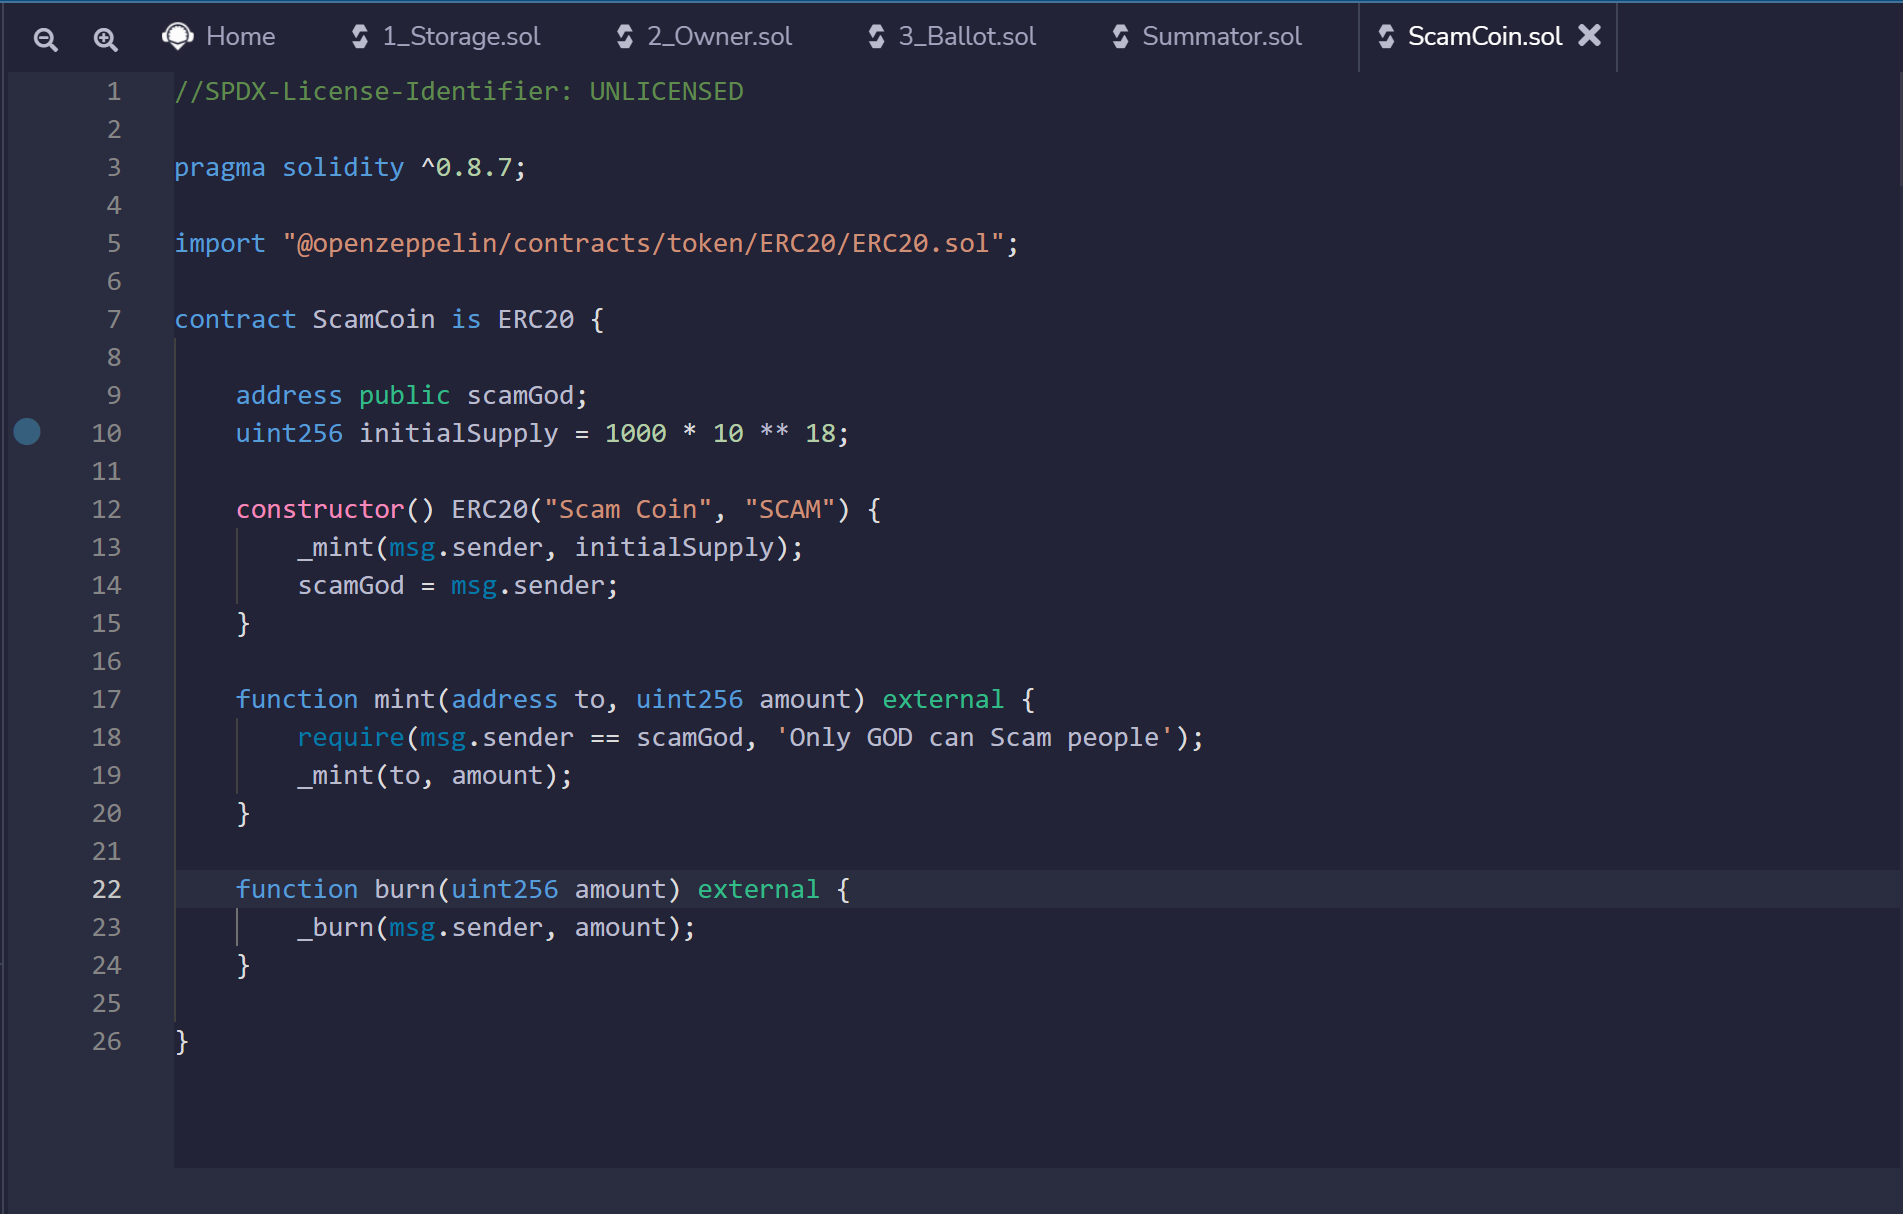 Home 1_Storage.sol 2_Owner.sol 3_Ballot.sol Summator.sol ScamCoin.sol
1 //SPDX-License-Identifier: UNLICENSED
2
3 pragma solidity ^0.8.7;
4
5 import "@openzeppelin/contracts/token/ERC20/ERC20.sol";
6
7 contract ScamCoin is ERC20 {
8
9 address public scamGod;
10 uint256 initialSupply = 1000 * 10 ** 18;
11
12 constructor() ERC20("Scam Coin", "SCAM") {
13 _mint(msg.sender, initialSupply);
14 scamGod = msg.sender;
15 }
16
17 function mint(address to, uint256 amount) external {
18 require(msg.sender == scamGod, 'Only GOD can Scam people');
19 _mint(to, amount);
20 }
21
22 function burn(uint256 amount) external {
23 _burn(msg.sender, amount);
24 }
25
26 }